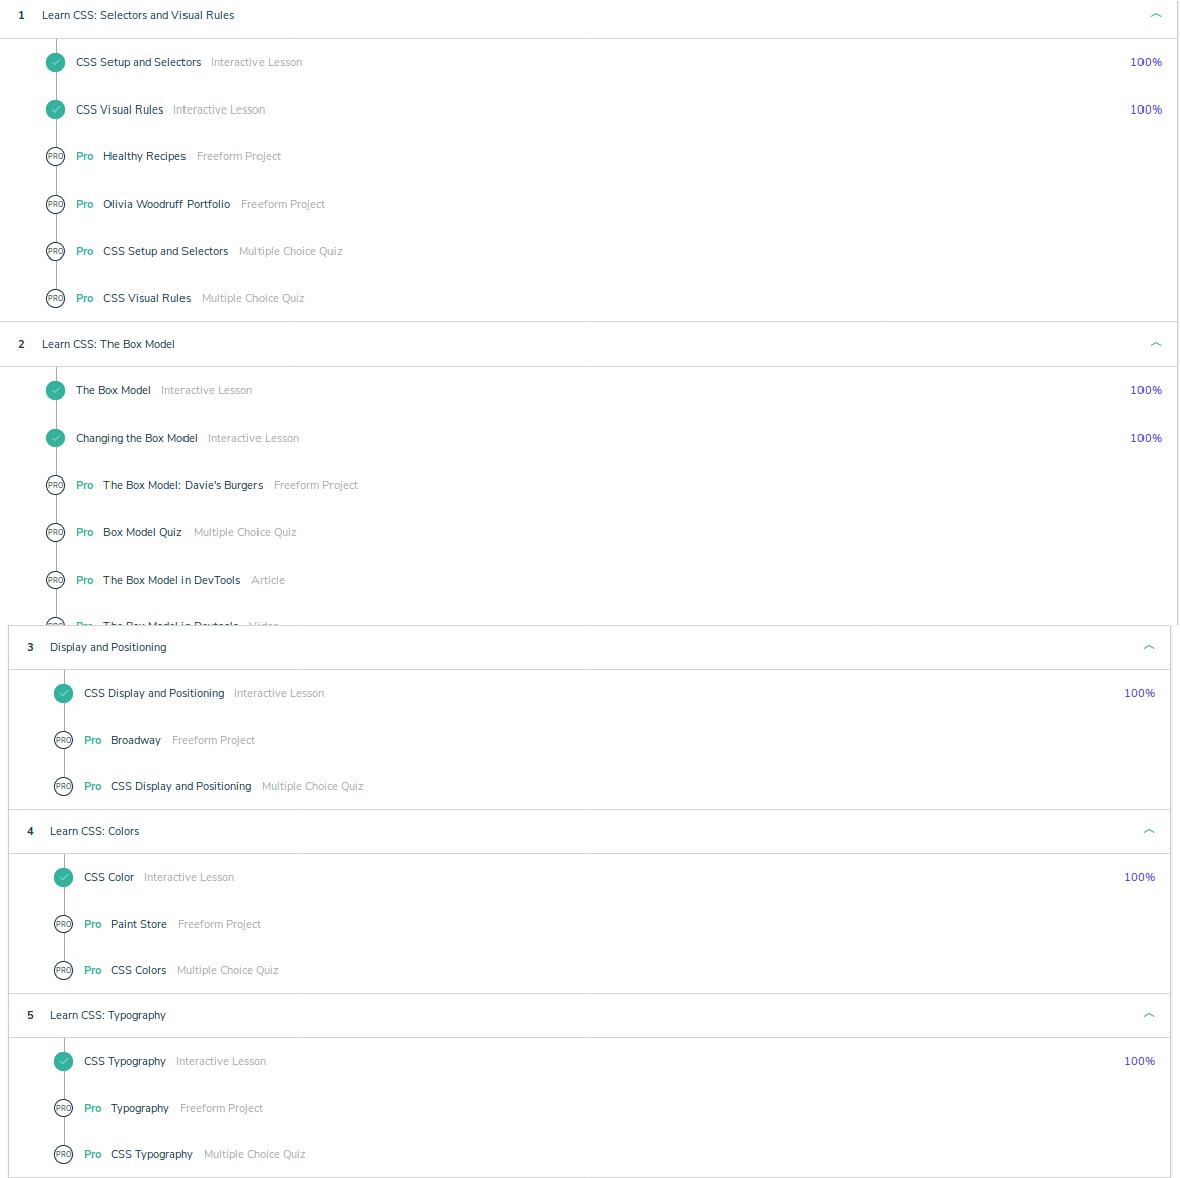 1 Learn CSS: Selectors and Visual Rules
CSS Setup and Selectors Interactive Lesson 100%
CSS Visual Rules Interactive Lesson 100%
PRO Pro Healthy Recipes Freeform Project
PRO Pro Olivia Woodruff Portfolio Freeform Project
PRO Pro CSS Setup and Selectors Multiple Choice Quiz
PRO Pro CSS Visual Rules Multiple Choice Quiz
2 Learn CSS: The Box Model
The Box Model Interactive Lesson 100%
Changing the Box Model Interactive Lesson 100%
PRO Pro The Box Model: Davie's Burgers Freeform Project
PRO Pro Box Model Quiz Multiple Choice Quiz
PRO Pro The Box Model in DevTools Article
PRO Pro The Box Model in Devtools Video
3 Display and Positioning
CSS Display and Positioning Interactive Lesson 100%
PRO Pro Broadway Freeform Project
PRO Pro CSS Display and Positioning Multiple Choice Quiz
4 Learn CSS: Colors
CSS Color Interactive Lesson 100%
PRO Pro Paint Store Freeform Project
PRO Pro CSS Colors Multiple Choice Quiz
5 Learn CSS: Typography
CSS Typography Interactive Lesson 100%
PRO Pro Typography Freeform Project
PRO Pro CSS Typography Multiple Choice Quiz